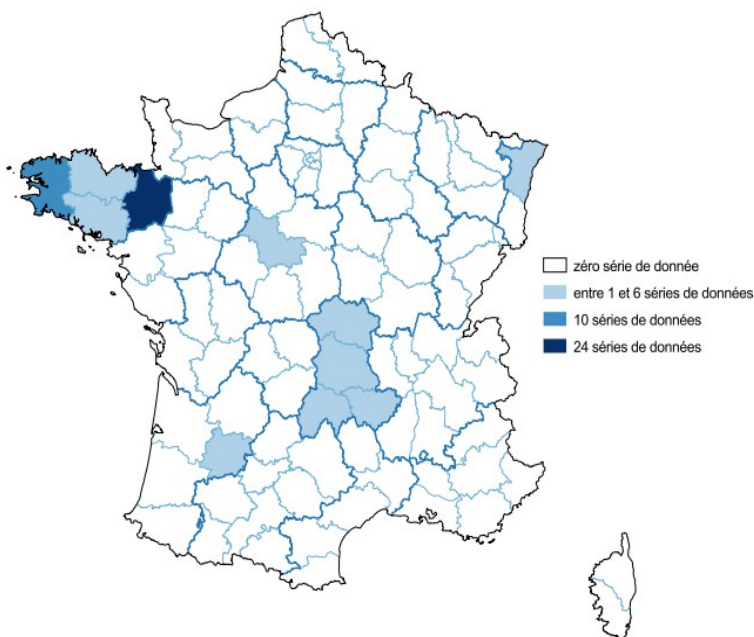 zéro série de donnée
entre 1 et 6 séries de données
10 séries de données
24 séries de données